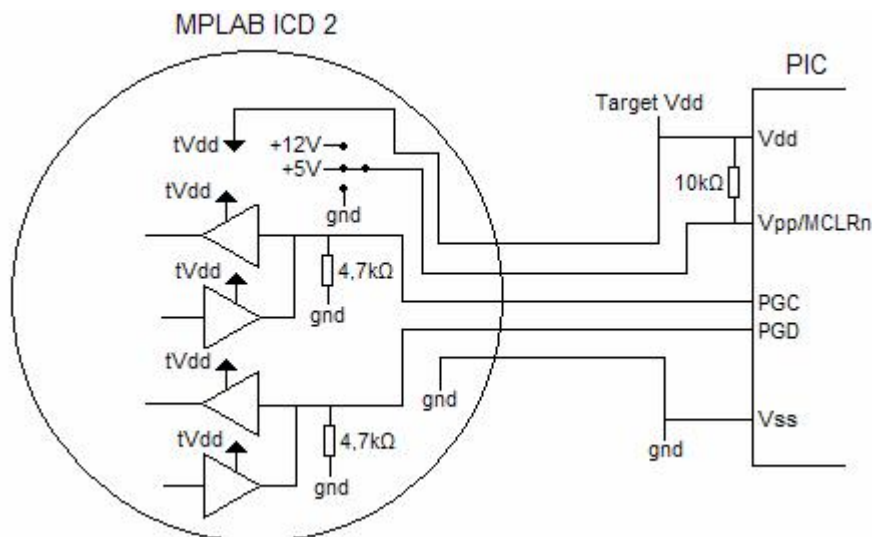 MPLAB ICD 2
PIC
Target Vdd
tVdd
+12V
Vdd
+5V
tVdd
10kΩ
gnd
Vpp/MCLRn
4,7kΩ
tVdd
gnd
PGC
PGD
tVdd
gnd
Vss
tVdd
4,7kΩ
gnd
gnd